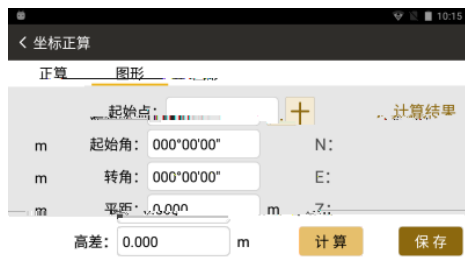 10:15
坐标正算
正算 图形
起始点: 计算结果
m 起始角: 000°00'00" N:
m 转角: 000°00'00" E:
m 平距: 0.000 m Z:
高差: 0.000 m 计算 保存